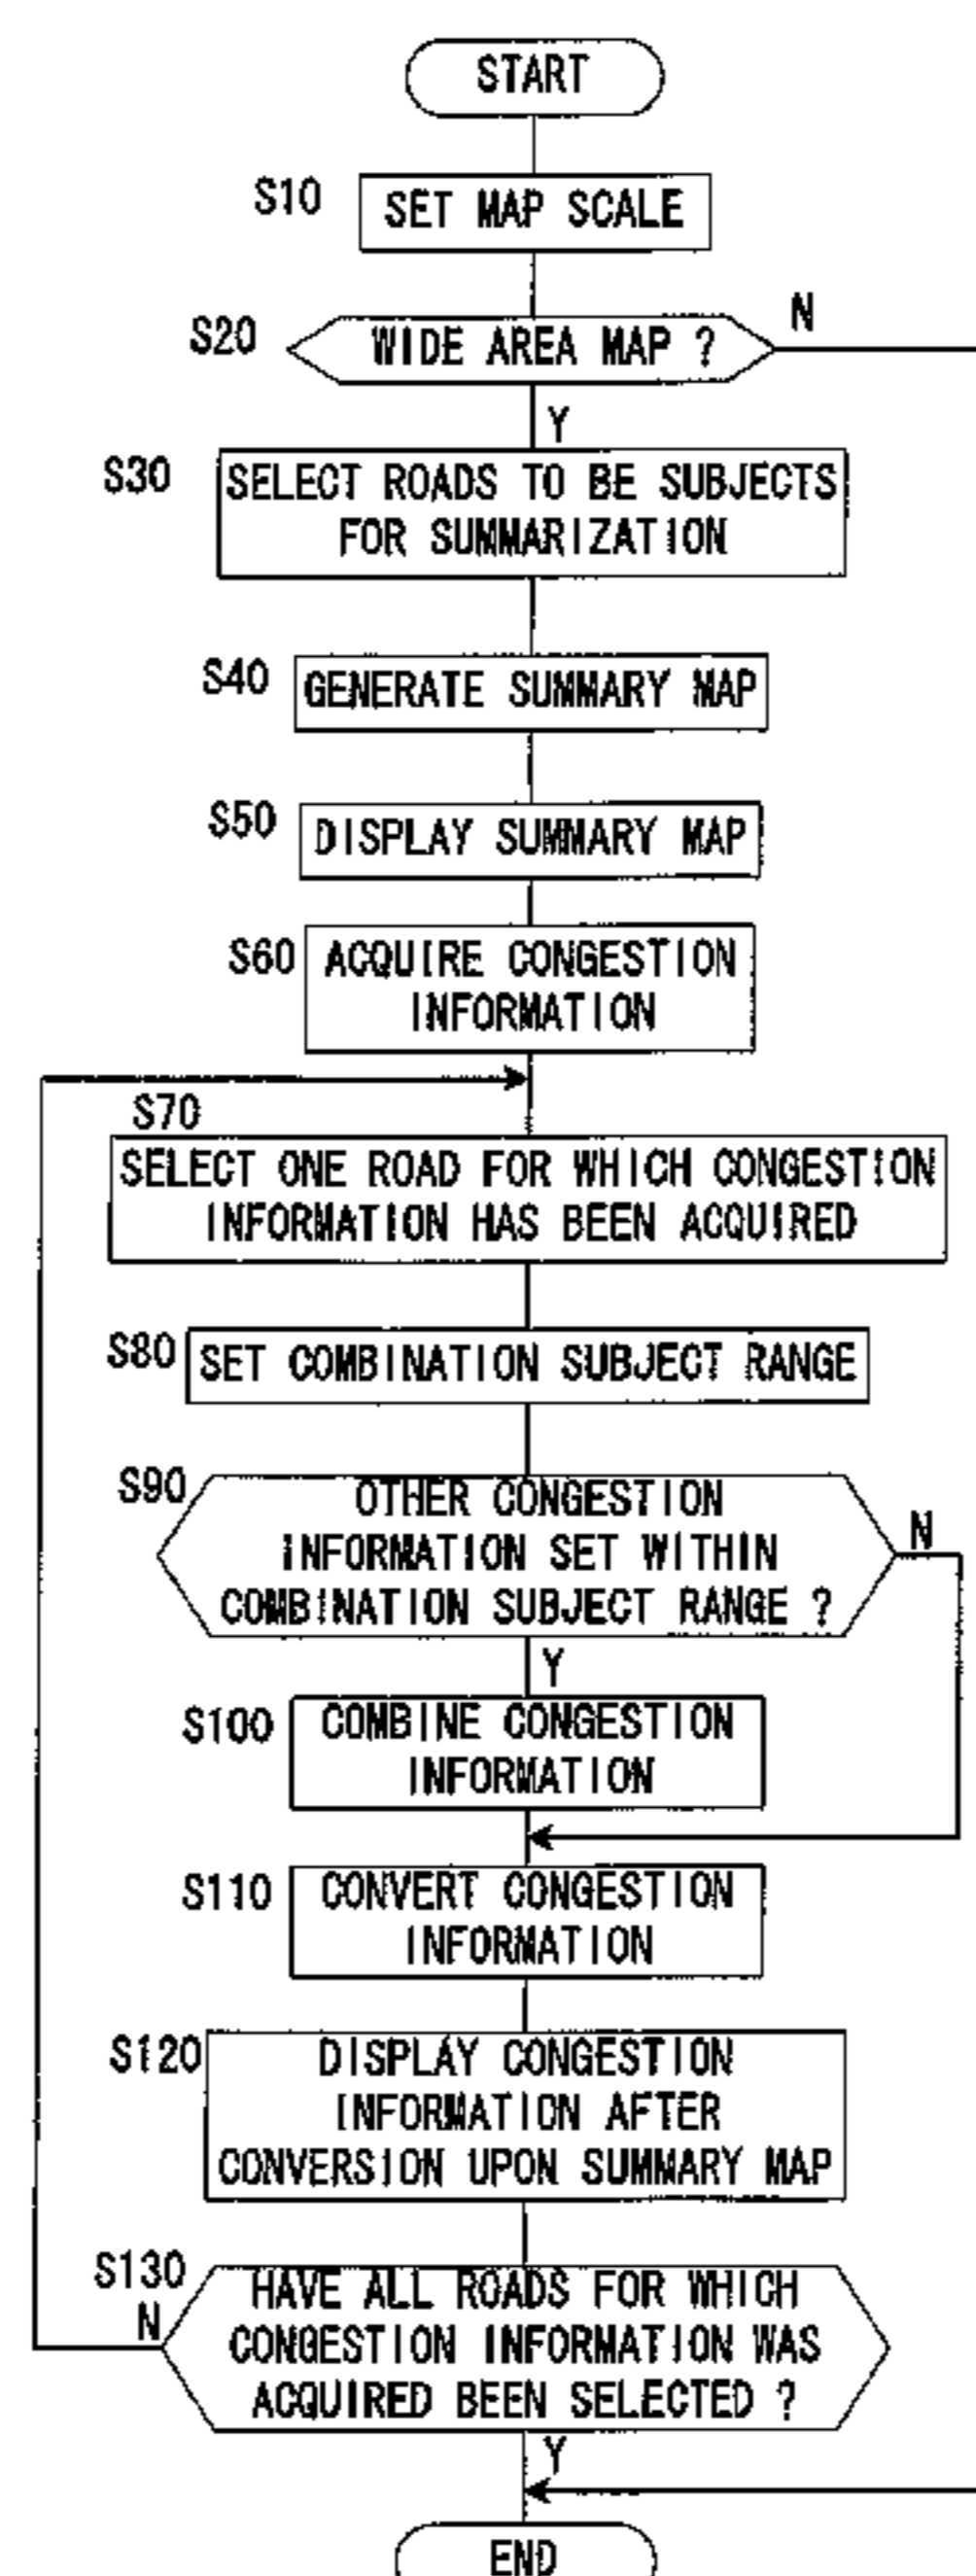 START
S10
SET MAP SCALE
S20
WIDE AREA MAP ?
N
Y
S30
SELECT ROADS TO BE SUBJECTS
FOR SUMMARIZATION
S40
GENERATE SUMMARY MAP
S50
DISPLAY SUMMARY MAP
S60
ACQUIRE CONGESTION
INFORMATION
S70
SELECT ONE ROAD FOR WHICH CONGESTION
INFORMATION HAS BEEN ACQUIRED
S80
SET COMBINATION SUBJECT RANGE
S90
OTHER CONGESTION
INFORMATION SET WITHIN
COMBINATION SUBJECT RANGE ?
N
Y
S100
COMBINE CONGESTION
INFORMATION
S110
CONVERT CONGESTION
INFORMATION
S120
DISPLAY CONGESTION
INFORMATION AFTER
CONVERSION UPON SUMMARY MAP
S130
N
HAVE ALL ROADS FOR WHICH
CONGESTION INFORMATION WAS
ACQUIRED BEEN SELECTED ?
Y
END